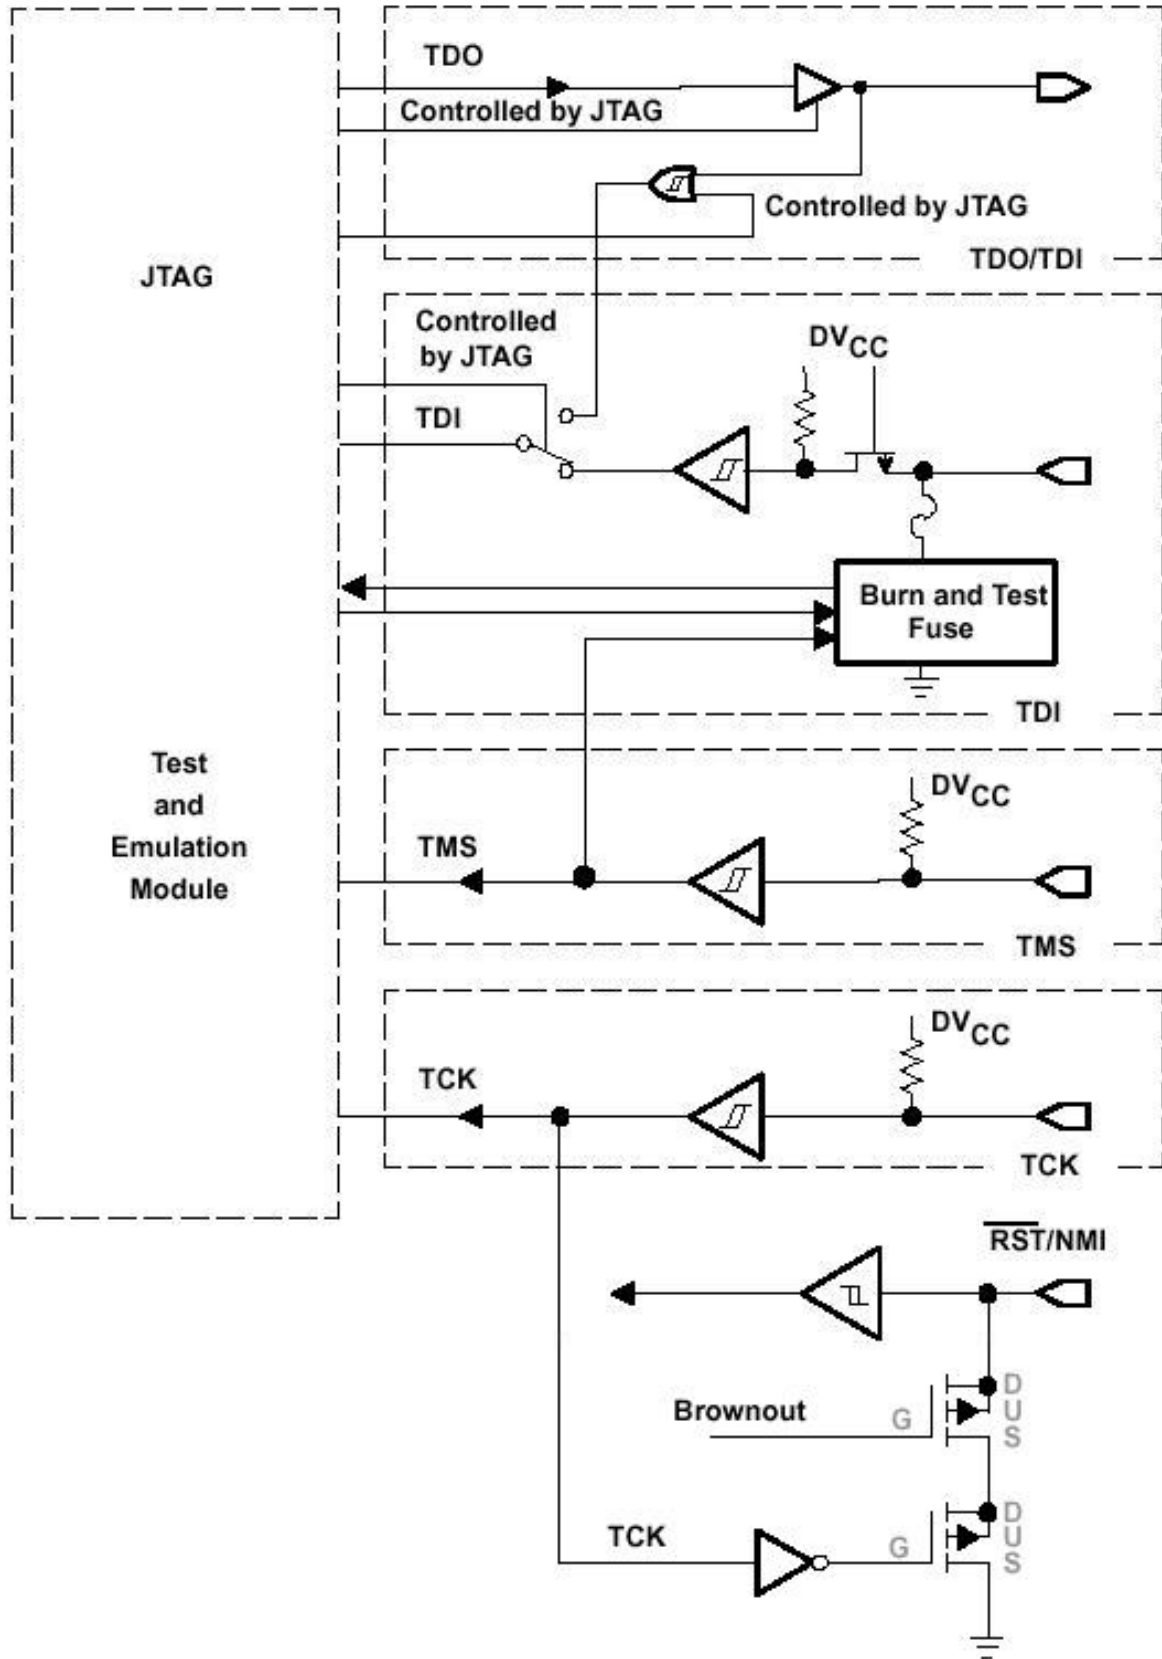 TDO
Controlled by JTAG
Controlled by JTAG
TDO/TDI
JTAG
Controlled
by JTAG
DVCC
TDI
Burn and Test
Fuse
TDI
Test
and
Emulation
Module
DVCC
TMS
TMS
DVCC
TCK
TCK
RST/NMI
D
U
S
Brownout
G
D
U
S
TCK
G